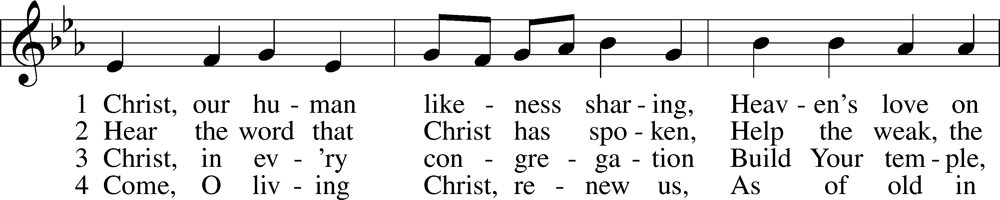 1 Christ, our hu - man like - ness shar - ing, Heav - en's love on
2 Hear the word that Christ has spo - ken, Help the weak, the
3 Christ, in ev - 'ry con - gre - ga - tion Build Your tem - ple,
4 Come, O liv - ing Christ, re - new us, As of old in